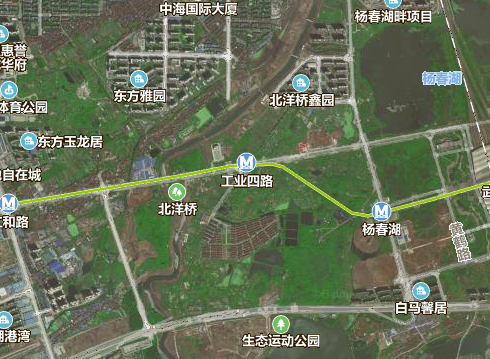 中海国际大厦
杨春湖畔项目
惠誉
华府
杨春湖
东方雅园
北洋桥鑫园
体育公园
东方玉龙居
自在城
工业四路
北洋桥
和路
杨春湖
黄鹤路
白马馨居
港湾
生态运动公园